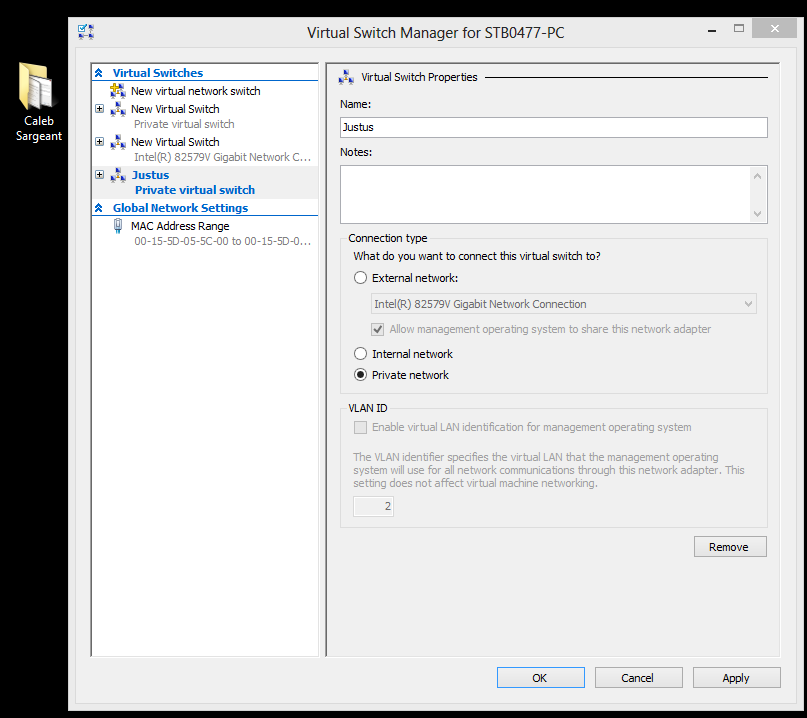 Virtual Switch Manager for STB0477-PC
Caleb
Sargeant
Virtual Switches
New virtual network switch
New Virtual Switch
Private virtual switch
New Virtual Switch
Intel(R) 82579V Gigabit Network C...
Justus
Private virtual switch
Global Network Settings
MAC Address Range
00-15-5D-05-5C-00 to 00-15-5D-0...
Virtual Switch Properties
Name:
Justus
Notes:
Connection type
What do you want to connect this virtual switch to?
External network:
Intel(R) 82579V Gigabit Network Connection
Allow management operating system to share this network adapter
Internal network
Private network
VLAN ID
Enable virtual LAN identification for management operating system
The VLAN identifier specifies the virtual LAN that the management operating
system will use for all network communications through this network adapter. This
setting does not affect virtual machine networking.
2
Remove
OK
Cancel
Apply